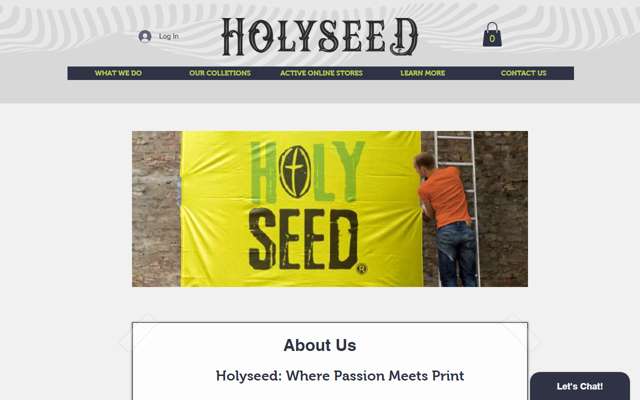 Log In
HOLYSEED
0
WHAT WE DO
OUR COLLETIONS
ACTIVE ONLINE STORES
LEARN MORE
CONTACT US
HOLY
SEED®
About Us
Holyseed: Where Passion Meets Print
Let's Chat!